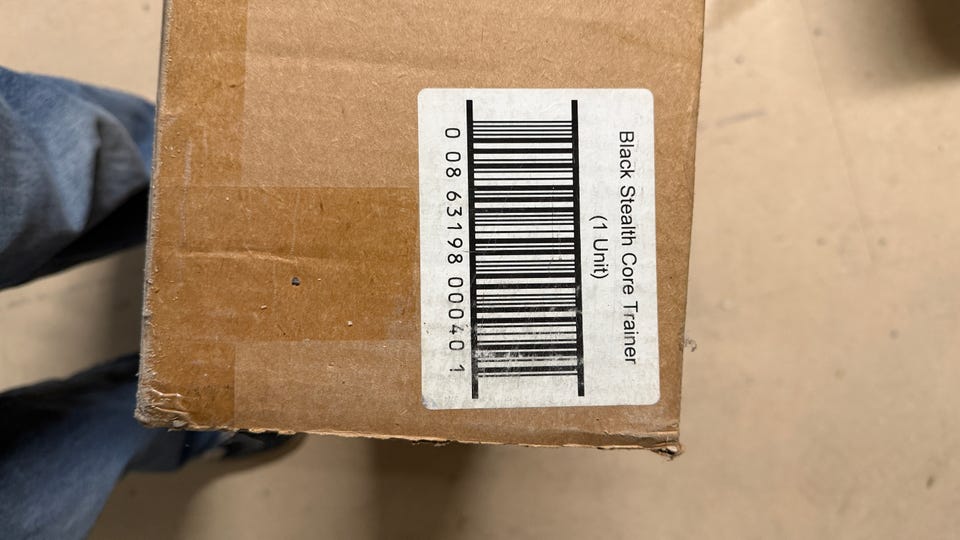 Black Stealth Core Trainer
(1 Unit)
0 08 63198 00040 1